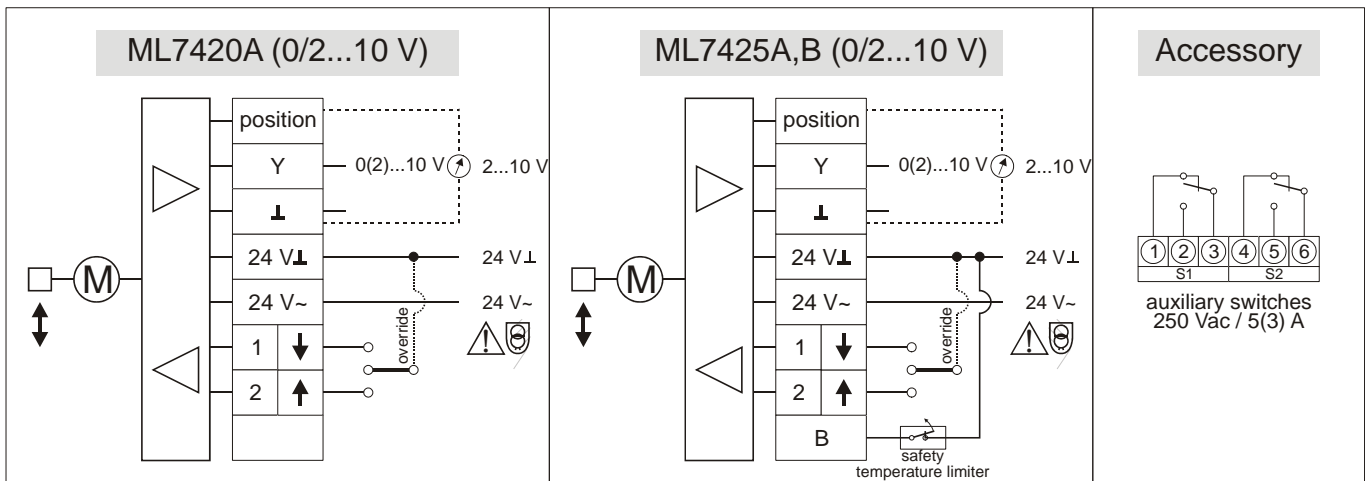 ML7420A (0/2...10 V)
position
Y
0(2)...10 V
2...10 V
⊥
24 V⊥
24 V⊥
24 V~
24 V~
1
override
2
M
ML7425A,B (0/2...10 V)
position
Y
0(2)...10 V
2...10 V
⊥
24 V⊥
24 V⊥
24 V~
24 V~
1
override
2
B
M
safety
temperature limiter
Accessory
1 2 3 4 5 6
S1 S2
auxiliary switches
250 Vac / 5(3) A